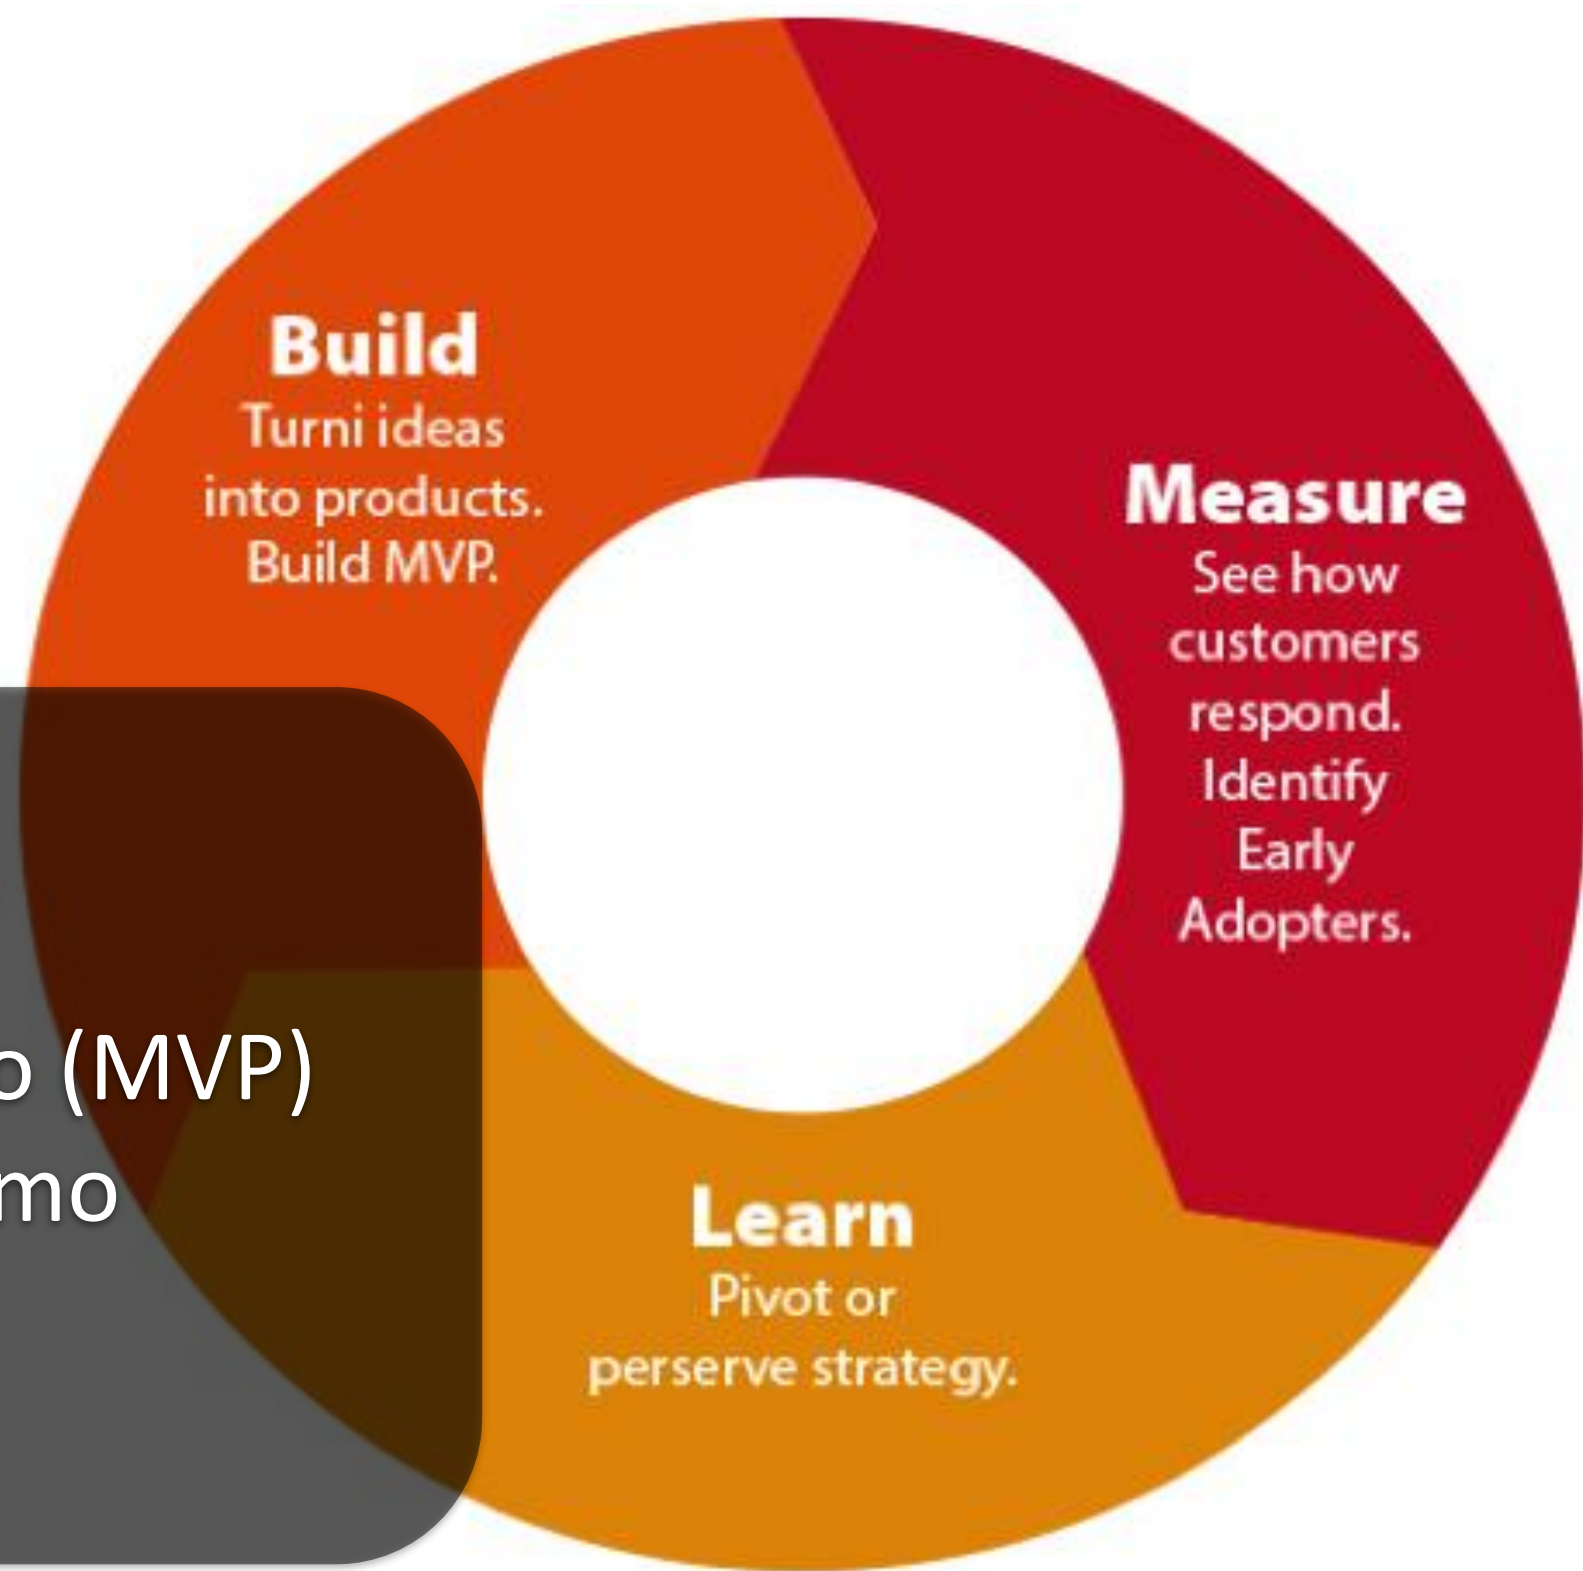 Build
Turni ideas
into products.
Build MVP.
Measure
See how
customers
respond.
Identify
Early
Adopters.
o (MVP)
mo
Learn
Pivot or
perserve strategy.